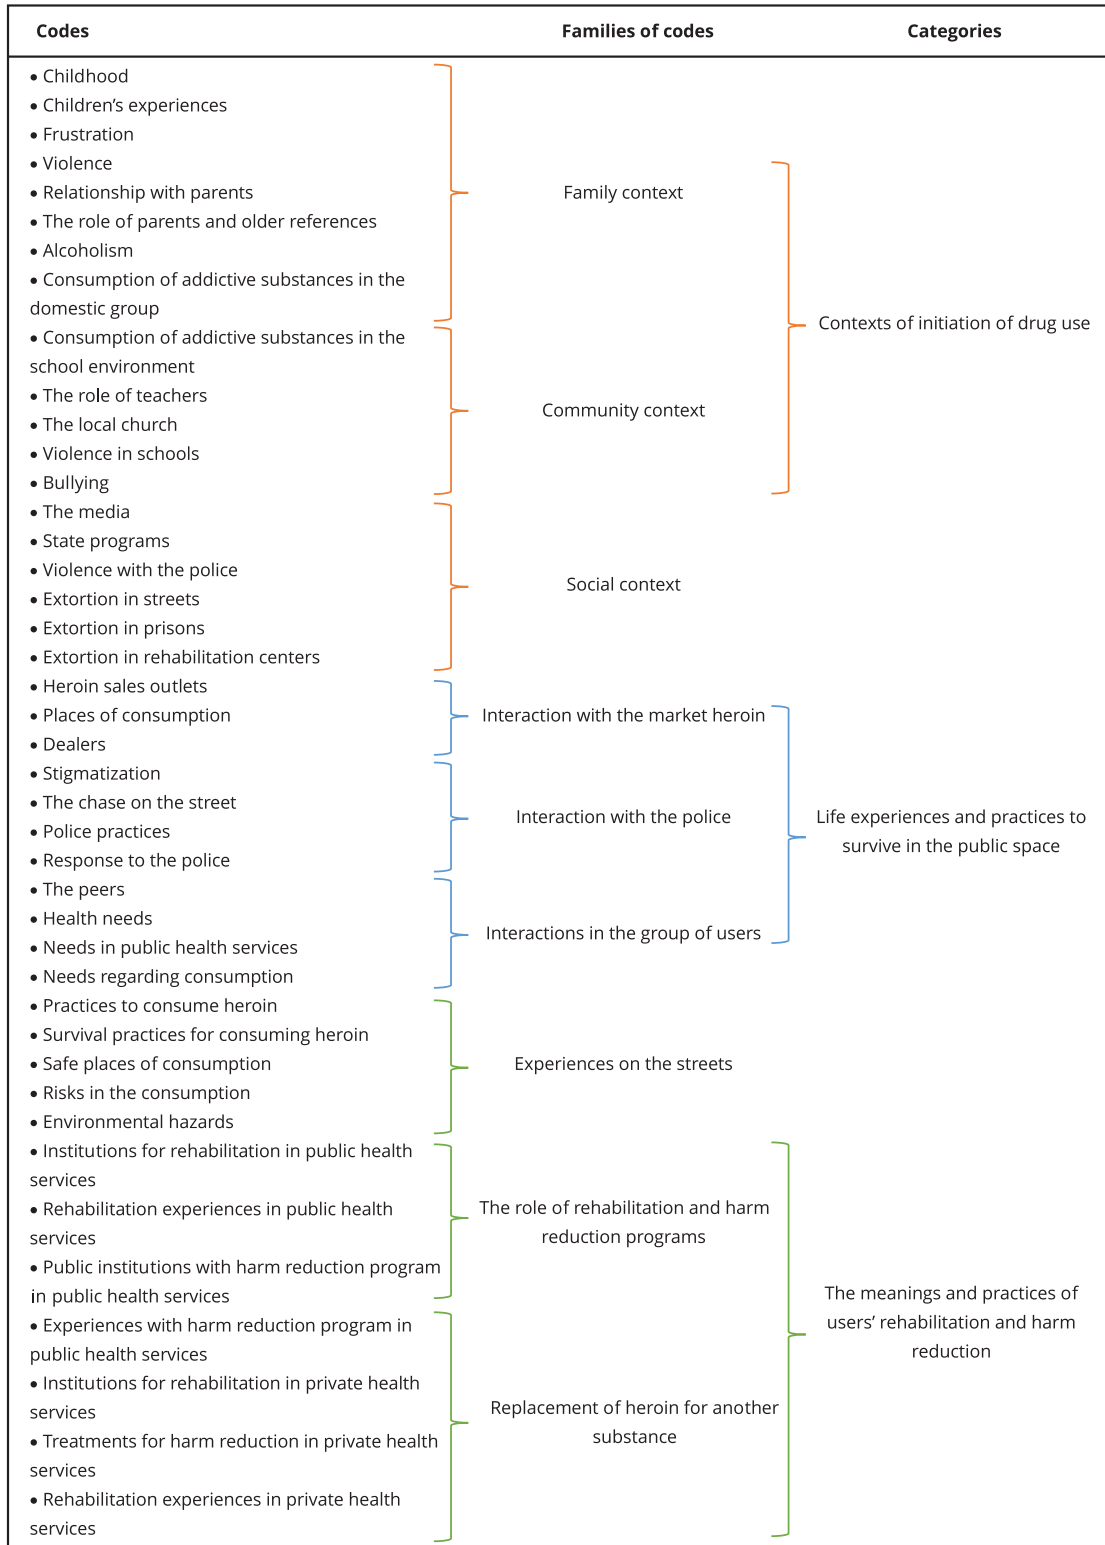 Codes
Families of codes
Categories
• Childhood
• Children’s experiences
• Frustration
• Violence
• Relationship with parents
• The role of parents and older references
• Alcoholism
• Consumption of addictive substances in the
domestic group
Family context
• Consumption of addictive substances in the
school environment
• The role of teachers
• The local church
• Violence in schools
• Bullying
Community context
Contexts of initiation of drug use
• The media
• State programs
• Violence with the police
• Extortion in streets
• Extortion in prisons
• Extortion in rehabilitation centers
Social context
• Heroin sales outlets
• Places of consumption
• Dealers
Interaction with the market heroin
• Stigmatization
• The chase on the street
• Police practices
• Response to the police
Interaction with the police
• The peers
• Health needs
• Needs in public health services
• Needs regarding consumption
Interactions in the group of users
Life experiences and practices to
survive in the public space
• Practices to consume heroin
• Survival practices for consuming heroin
• Safe places of consumption
• Risks in the consumption
• Environmental hazards
Experiences on the streets
• Institutions for rehabilitation in public health
services
• Rehabilitation experiences in public health
services
• Public institutions with harm reduction program
in public health services
The role of rehabilitation and harm
reduction programs
• Experiences with harm reduction program in
public health services
• Institutions for rehabilitation in private health
services
• Treatments for harm reduction in private health
services
• Rehabilitation experiences in private health
services
Replacement of heroin for another
substance
The meanings and practices of
users’ rehabilitation and harm
reduction